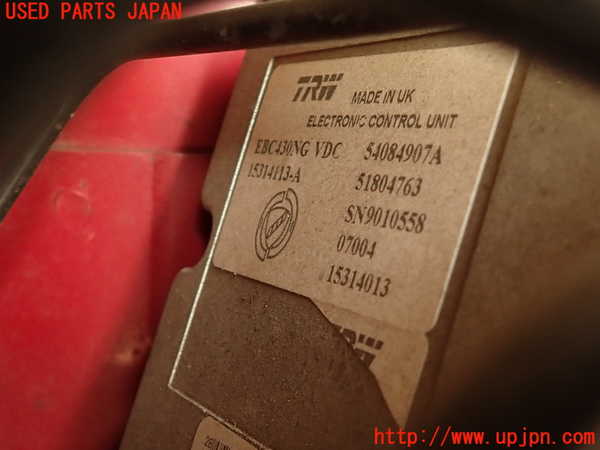 USED PARTS JAPAN
TRW
MADE IN UK
ELECTRONIC CONTROL UNIT
EBC430NG VDC 54084907A
15314113-A 51804763
SN9010558
07004
15314013
TRW
http://www.upjpn.com